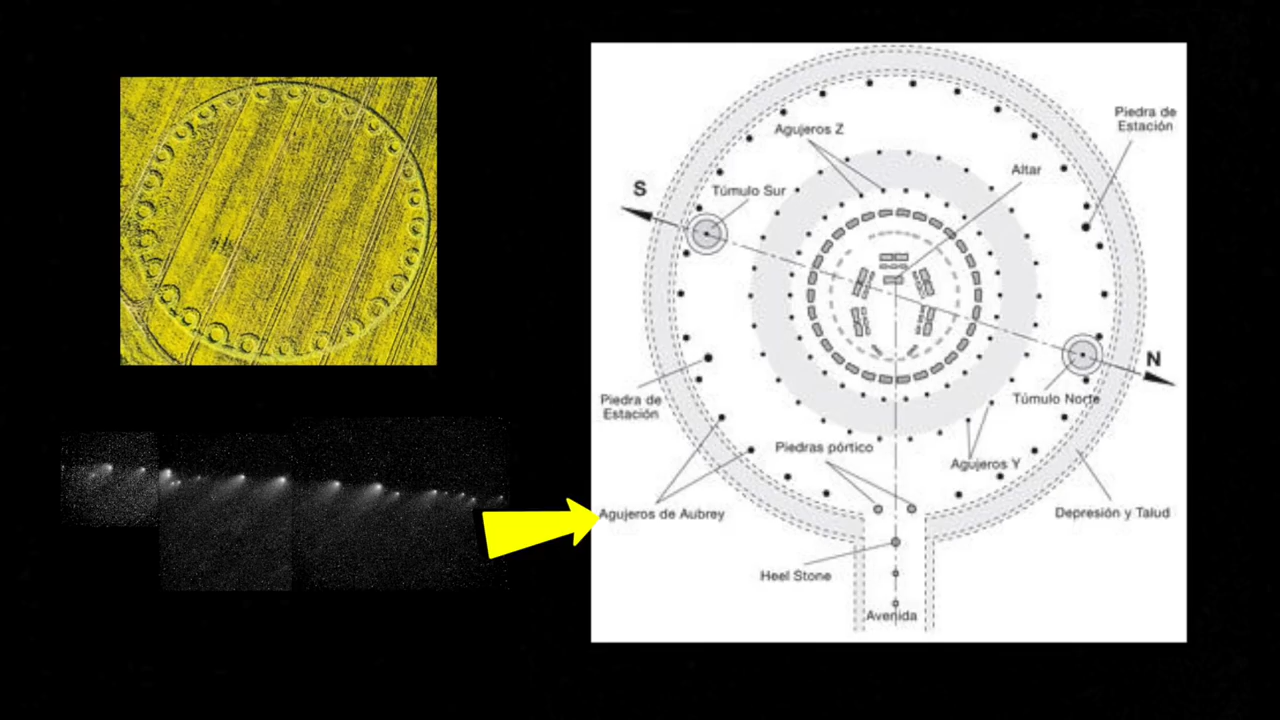 Piedra de
Estación
Agujeros Z
Altar
S
Túmulo Sur
N
Túmulo Norte
Piedra de
Estación
Piedras pórtico
Agujeros Y
Agujeros de Aubrey
Depresión y Talud
Heel Stone
Avenida